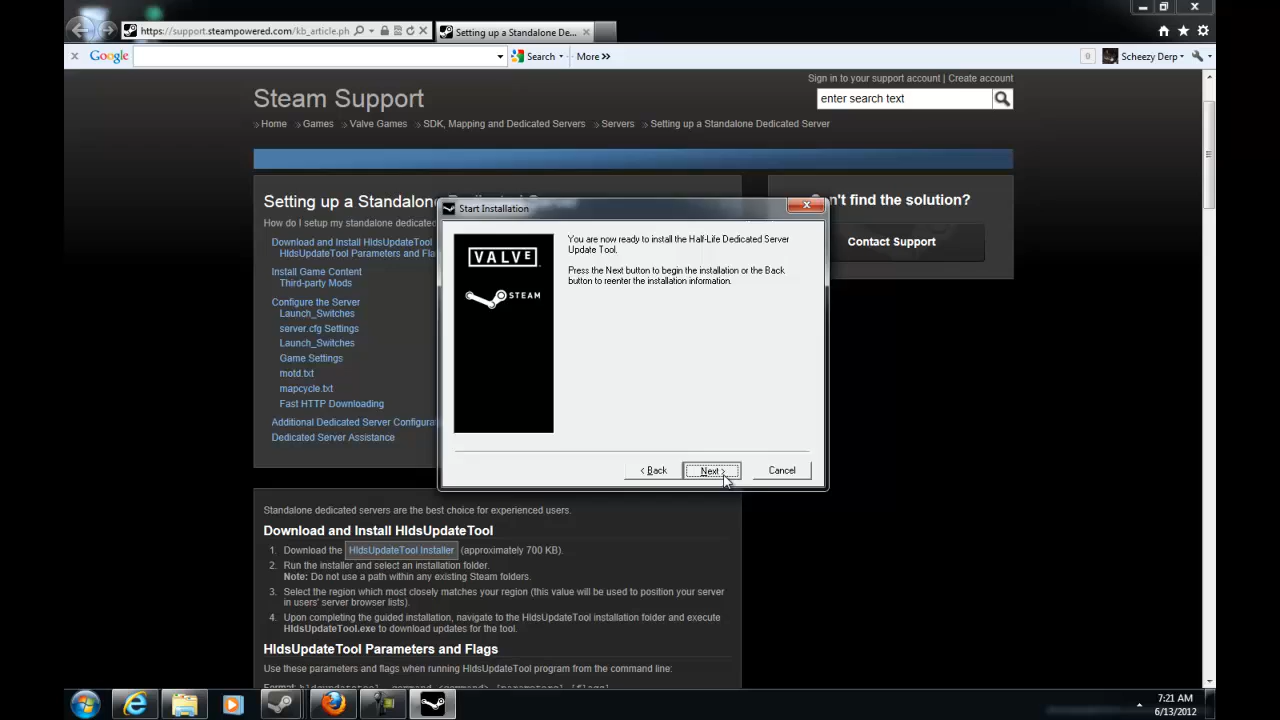 https://support.steampowered.com/kb_article.ph
Setting up a Standalone De...
Google
Search
More »
0
Scheezy Derp
Sign in to your support account | Create account
Steam Support
enter search text
Home
Games
Valve Games
SDK, Mapping and Dedicated Servers
Servers
Setting up a Standalone Dedicated Server
Setting up a Standalone Dedicated Server
How do I setup my standalone dedicated
Download and Install HldsUpdateTool
HldsUpdateTool Parameters and Fla
Install Game Content
Third-party Mods
Configure the Server
Launch_Switches
server.cfg Settings
Launch_Switches
Game Settings
motd.txt
mapcycle.txt
Fast HTTP Downloading
Additional Dedicated Server Configura
Dedicated Server Assistance
n't find the solution?
Contact Support
Start Installation
VALVE
STEAM
You are now ready to install the Half-Life Dedicated Server
Update Tool.
Press the Next button to begin the installation or the Back
button to reenter the installation information.
< Back
Next >
Cancel
Standalone dedicated servers are the best choice for experienced users.
Download and Install HldsUpdateTool
1. Download the HldsUpdateTool Installer (approximately 700 KB).
2. Run the installer and select an installation folder.
Note: Do not use a path within any existing Steam folders.
3. Select the region which most closely matches your region (this value will be used to position your server
in users' server browser lists).
4. Upon completing the guided installation, navigate to the HldsUpdateTool installation folder and execute
HldsUpdateTool.exe to download updates for the tool.
HldsUpdateTool Parameters and Flags
Use these parameters and flags when running HldsUpdateTool program from the command line:
Format: hldsupdatetool -command <command> [parameters] [flags]
7:21 AM
6/13/2012